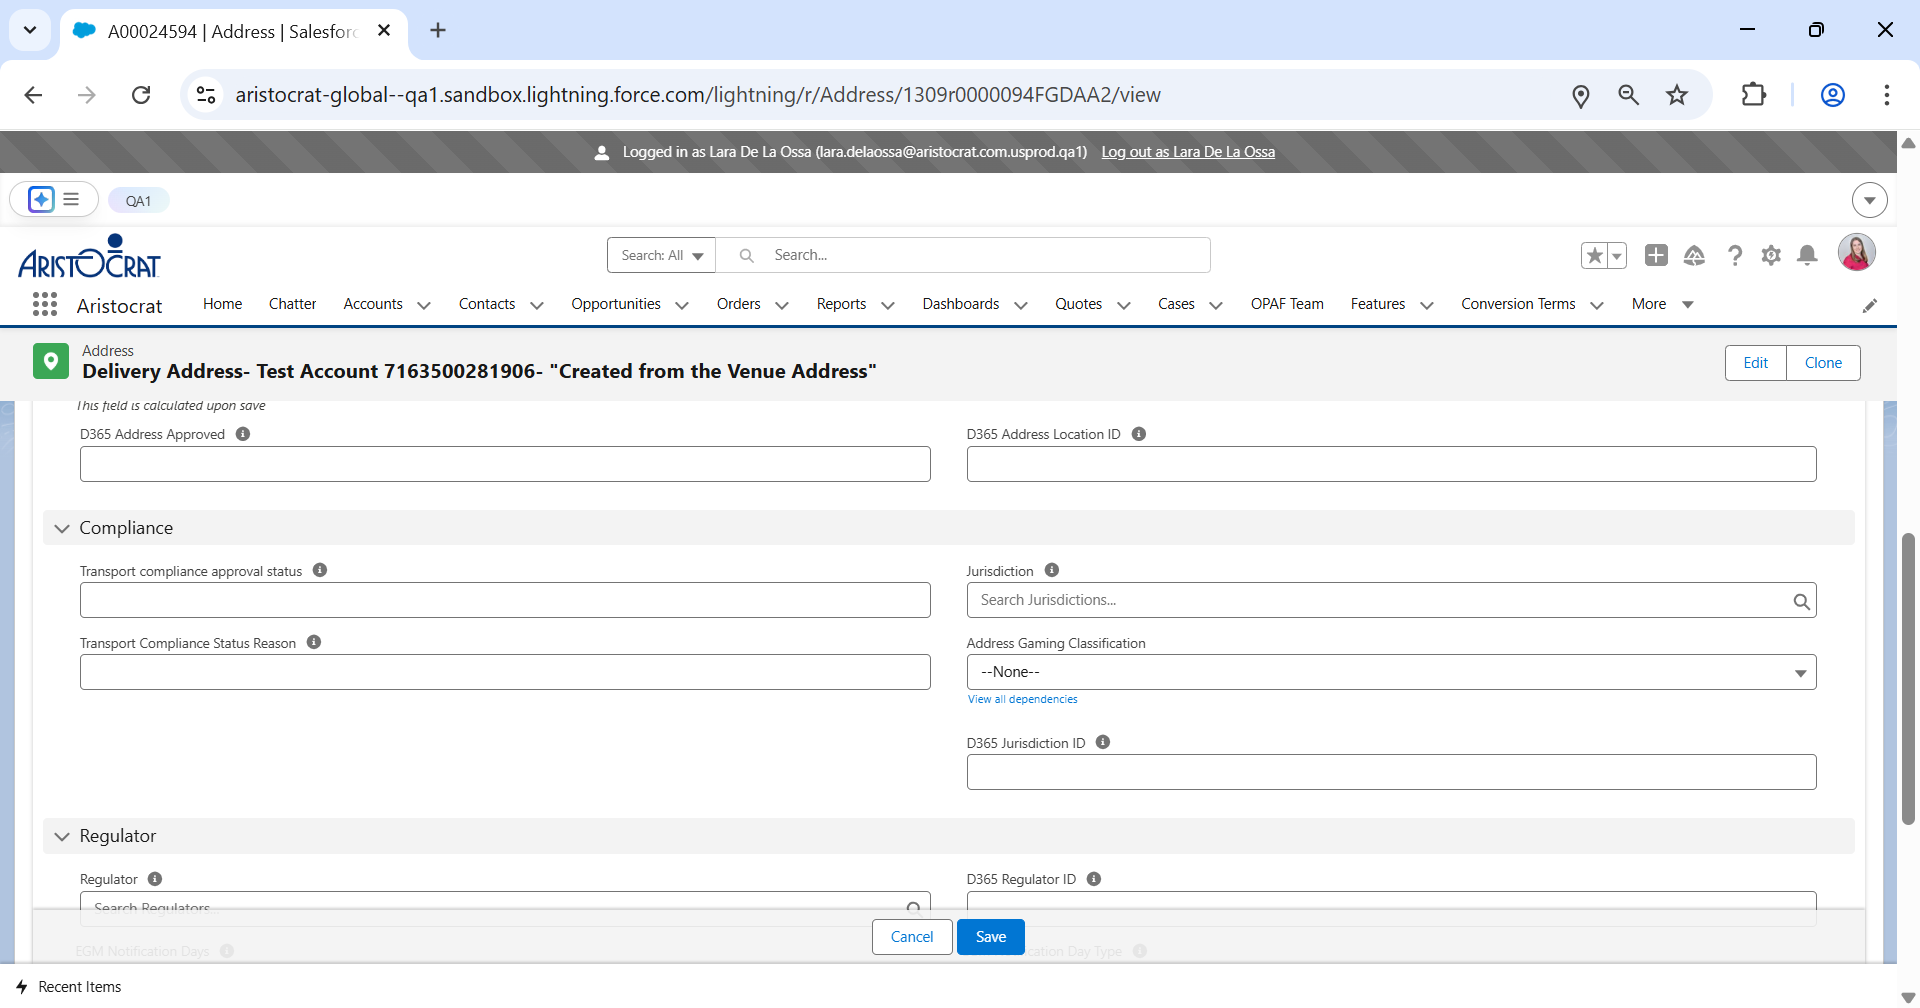 A00024594 | Address | Salesforc
aristocrat-global--qa1.sandbox.lightning.force.com/lightning/r/Address/1309r0000094FGDAA2/view
Logged in as Lara De La Ossa (lara.delaossa@aristocrat.com.usprod.qa1) Log out as Lara De La Ossa
QA1
ARISTOCRAT
Search: All Search...
Aristocrat Home Chatter Accounts Contacts Opportunities Orders Reports Dashboards Quotes Cases OPAF Team Features Conversion Terms More
Address
Delivery Address- Test Account 7163500281906- "Created from the Venue Address"
Edit Clone
This field is calculated upon save
D365 Address Approved D365 Address Location ID
Compliance
Transport compliance approval status Jurisdiction
Search Jurisdictions...
Transport Compliance Status Reason Address Gaming Classification
--None--
View all dependencies
D365 Jurisdiction ID
Regulator
Regulator D365 Regulator ID
Search Regulators...
Cancel Save
EGM Notification Days cation Day Type
Recent Items